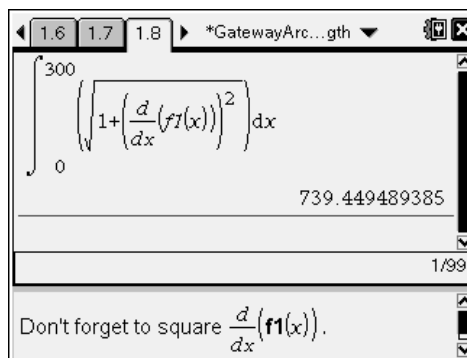 1.6 1.7 1.8 *GatewayArc...gth
∫₀³⁰⁰ (√(1+(d/dx(f1(x)))²))dx
739.449489385
1/99
Don't forget to square d/dx(f1(x)).